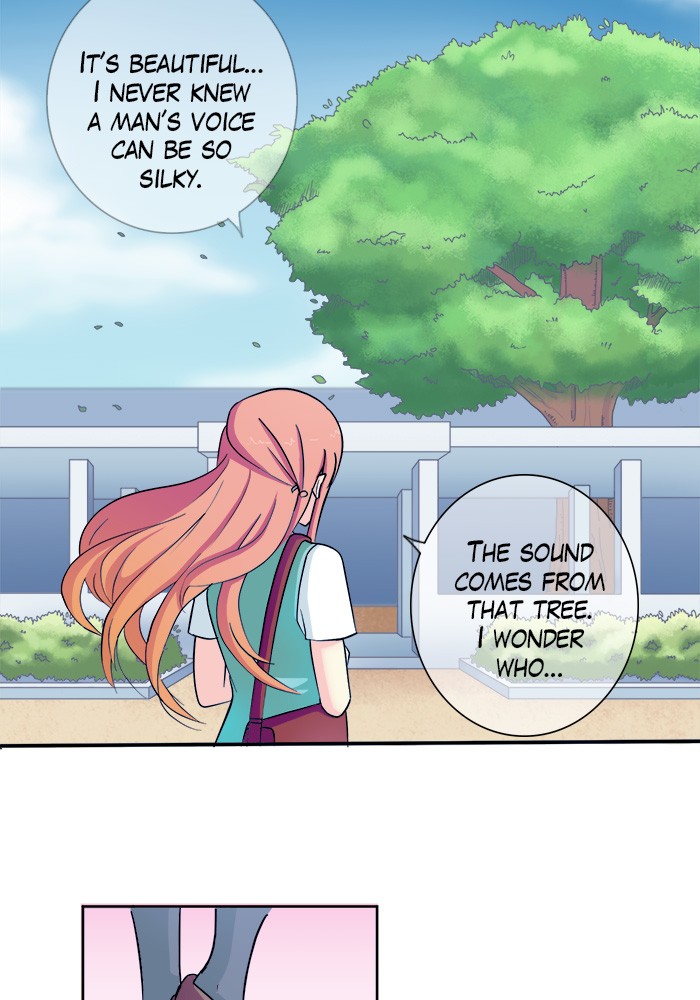 IT'S BEAUTIFUL...
I NEVER KNEW
A MAN'S VOICE
CAN BE SO
SILKY.
THE SOUND
COMES FROM
THAT TREE.
I WONDER
WHO...